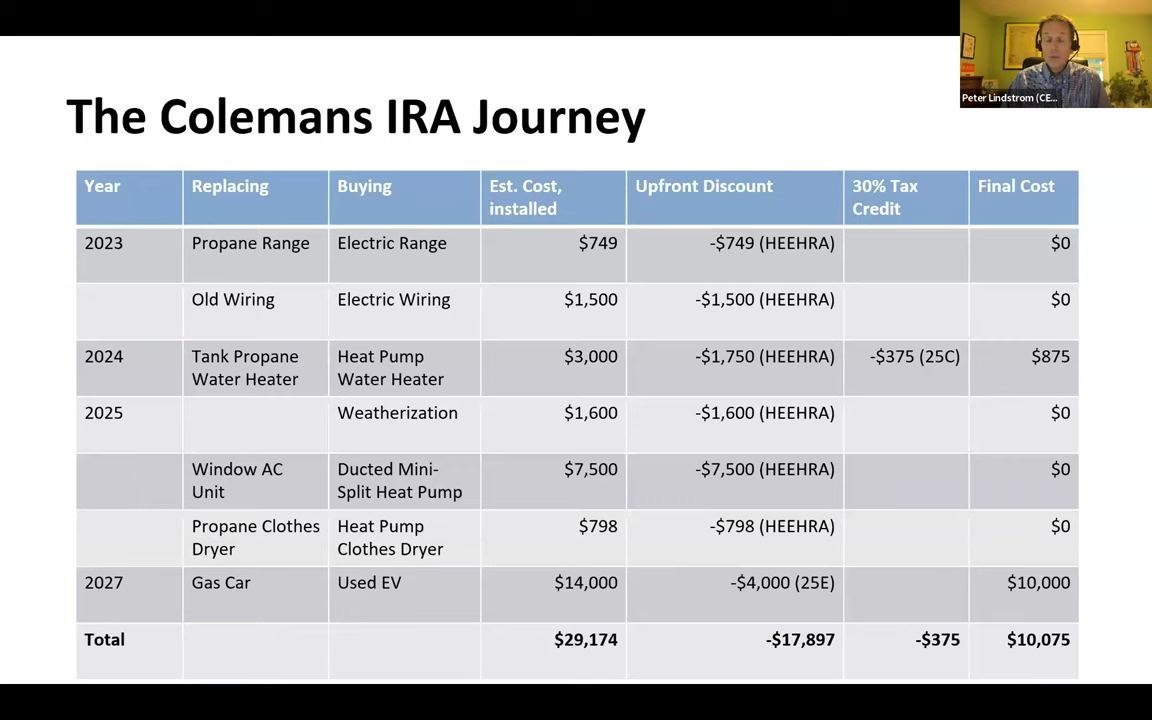 Peter Lindstrom (CE...
The Colemans IRA Journey
Year Replacing Buying Est. Cost, installed Upfront Discount 30% Tax Credit Final Cost
2023 Propane Range Electric Range $749 -$749 (HEEHRA) $0
Old Wiring Electric Wiring $1,500 -$1,500 (HEEHRA) $0
2024 Tank Propane Water Heater Heat Pump Water Heater $3,000 -$1,750 (HEEHRA) -$375 (25C) $875
2025 Weatherization $1,600 -$1,600 (HEEHRA) $0
Window AC Unit Ducted Mini-Split Heat Pump $7,500 -$7,500 (HEEHRA) $0
Propane Clothes Dryer Heat Pump Clothes Dryer $798 -$798 (HEEHRA) $0
2027 Gas Car Used EV $14,000 -$4,000 (25E) $10,000
Total $29,174 -$17,897 -$375 $10,075